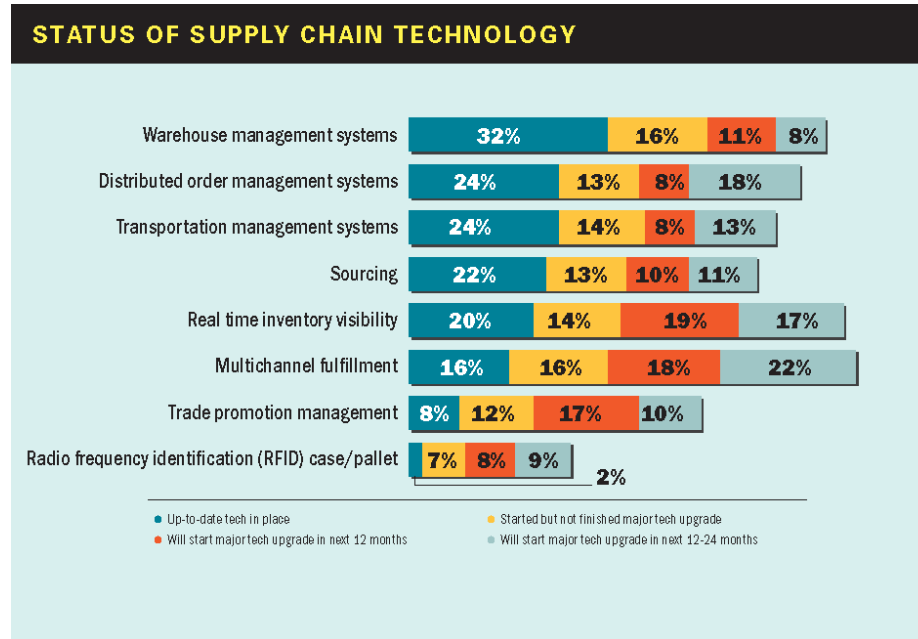 STATUS OF SUPPLY CHAIN TECHNOLOGY
Warehouse management systems 32% 16% 11% 8%
Distributed order management systems 24% 13% 8% 18%
Transportation management systems 24% 14% 8% 13%
Sourcing 22% 13% 10% 11%
Real time inventory visibility 20% 14% 19% 17%
Multichannel fulfillment 16% 16% 18% 22%
Trade promotion management 8% 12% 17% 10%
Radio frequency identification (RFID) case/pallet 7% 8% 9%
2%
Up-to-date tech in place Started but not finished major tech upgrade
Will start major tech upgrade in next 12 months Will start major tech upgrade in next 12-24 months